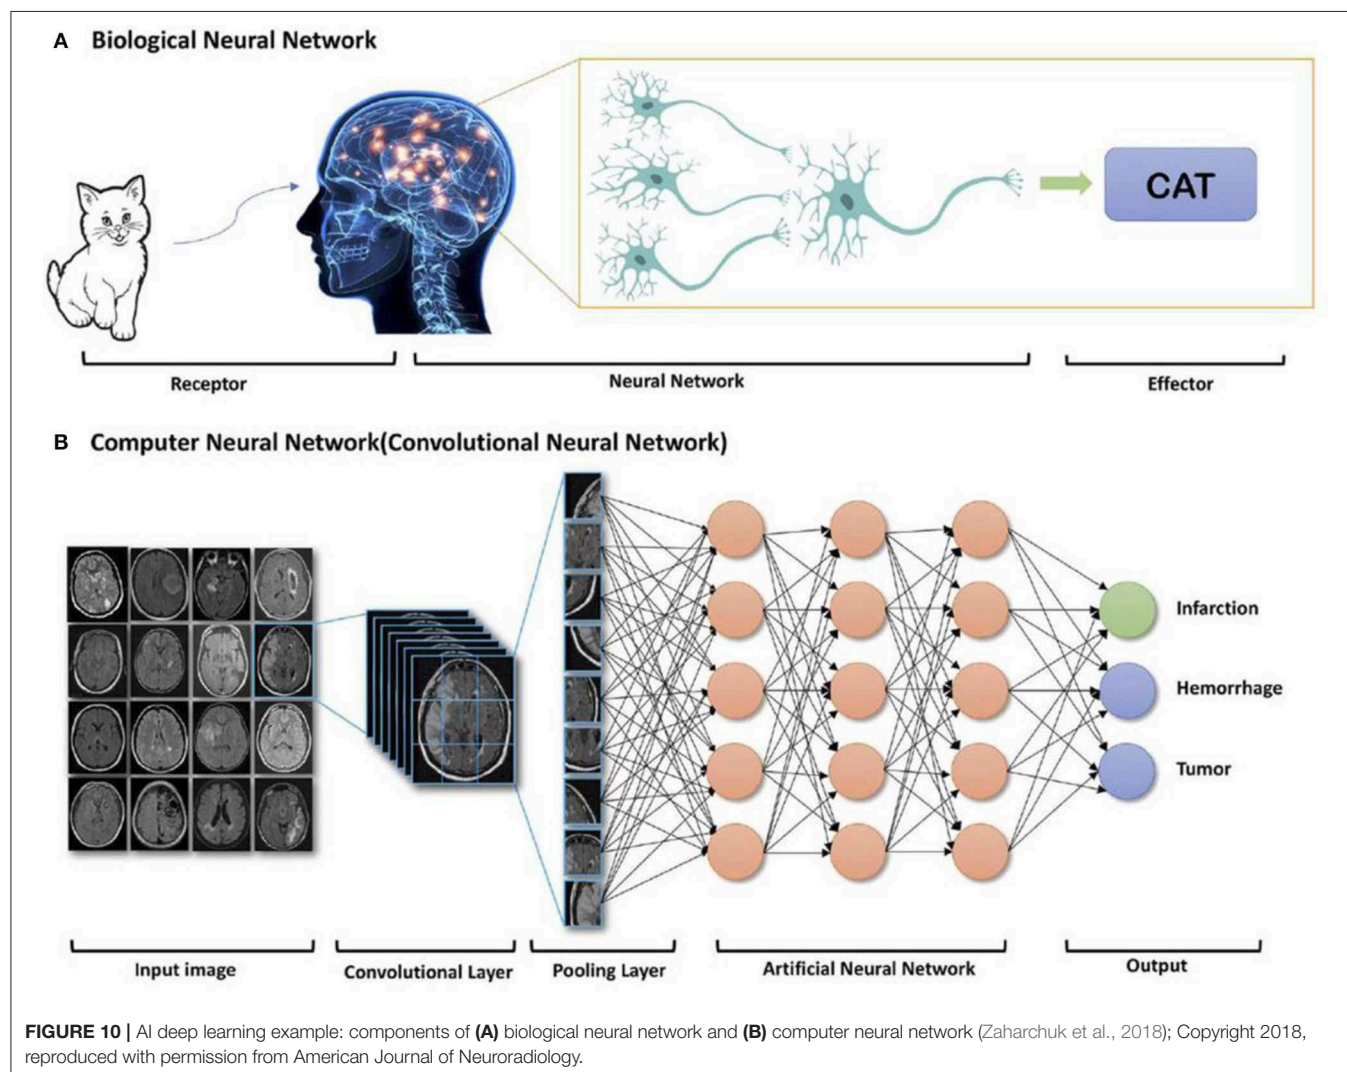 A Biological Neural Network
CAT
Receptor
Neural Network
Effector
B Computer Neural Network(Convolutional Neural Network)
Infarction
Hemorrhage
Tumor
Input image
Convolutional Layer
Pooling Layer
Artificial Neural Network
Output
FIGURE 10 | AI deep learning example: components of (A) biological neural network and (B) computer neural network (Zaharchuk et al., 2018); Copyright 2018,
reproduced with permission from American Journal of Neuroradiology.